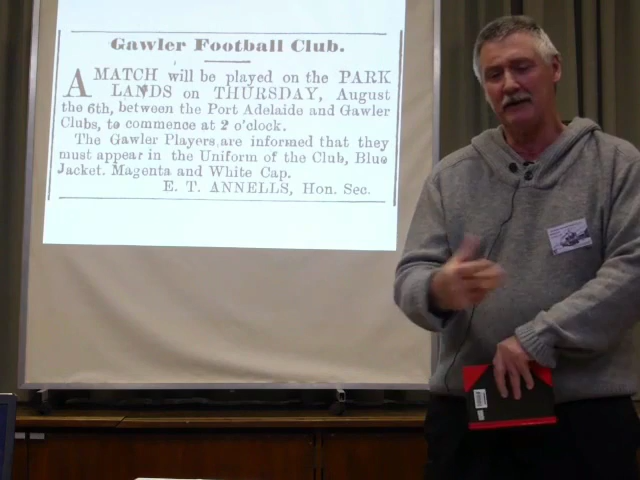 Gawler Football Club.
A MATCH will be played on the PARK
LANDS on THURSDAY, August
the 6th, between the Port Adelaide and Gawler
Clubs, to commence at 2 o'clock.
The Gawler Players are informed that they
must appear in the Uniform of the Club, Blue
Jacket. Magenta and White Cap.
E. T. ANNELLS, Hon. Sec.